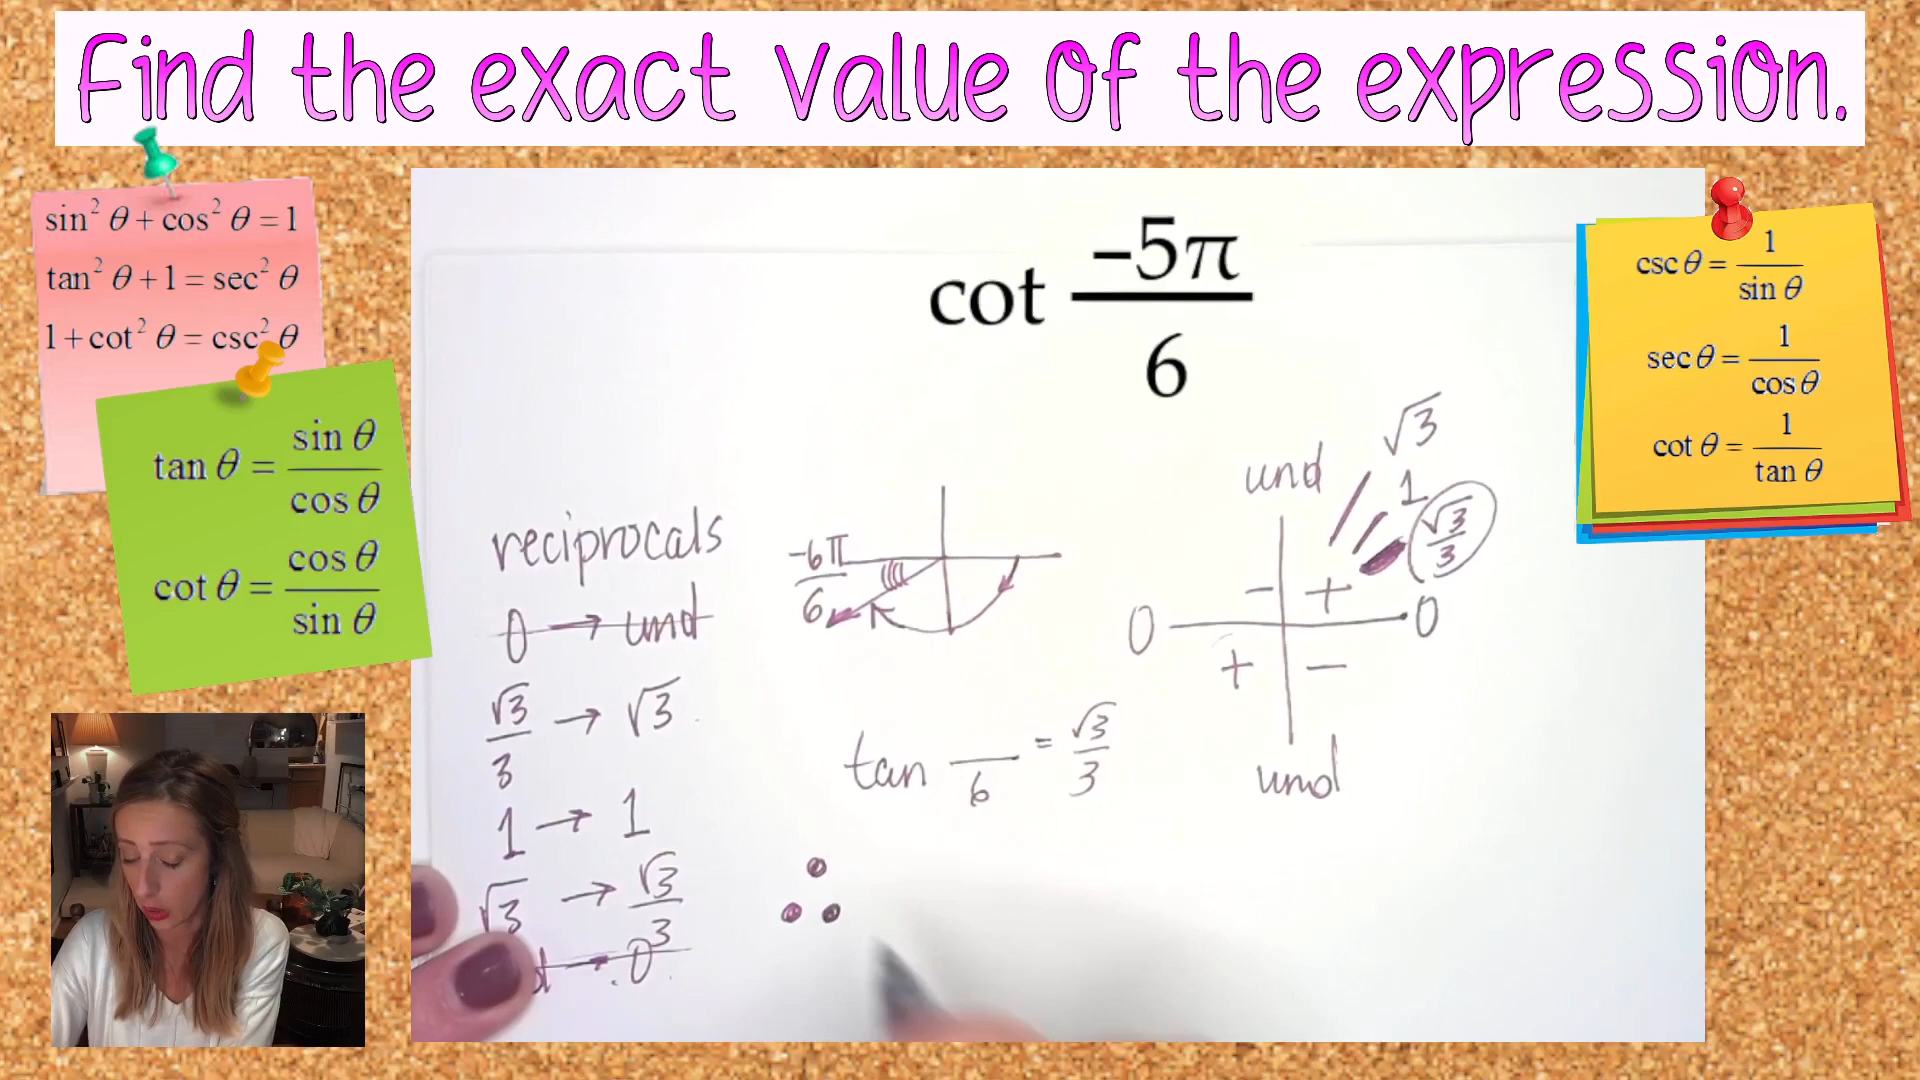 Find the exact value of the expression.
sin² θ + cos² θ = 1
tan² θ + 1 = sec² θ
1 + cot² θ = csc² θ
tan θ = sin θ / cos θ
cot θ = cos θ / sin θ
cot –5π / 6
csc θ = 1 / sin θ
sec θ = 1 / cos θ
cot θ = 1 / tan θ
reciprocals
0 → und
√3/3 → √3
1 → 1
√3 → √3/3
d → 0
-6π / 6
tan __/6 = √3/3
und
√3
1
√3/3
− +
0 0
+ −
und
∴